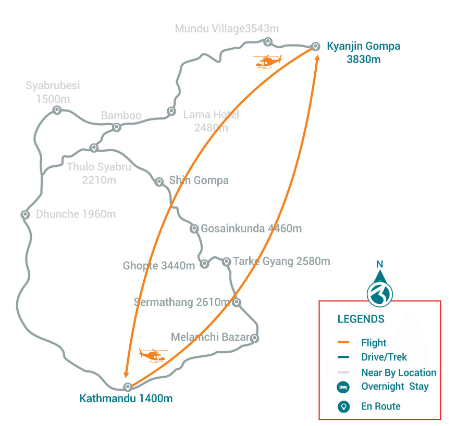 Mundu Village3543m
Kyanjin Gompa
3830m
Syabrubesi
1500m
Bamboo
Lama Hotel
2480m
Thulo Syabru
2210m
Shin Gompa
Dhunche 1960m
Gosainkunda 4460m
Ghopte 3440m
Tarke Gyang 2580m
Sermathang 2610m
Melamchi Bazar
Kathmandu 1400m
N
LEGENDS
Flight
Drive/Trek
Near By Location
Overnight Stay
En Route